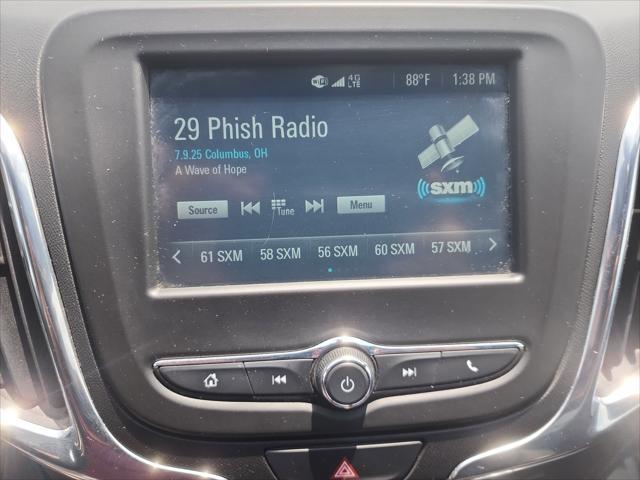 WiFi 4G LTE 88°F 1:38 PM
29 Phish Radio
7.9.25 Columbus, OH
A Wave of Hope
((sxm))
Source Tune Menu
61 SXM 58 SXM 56 SXM 60 SXM 57 SXM